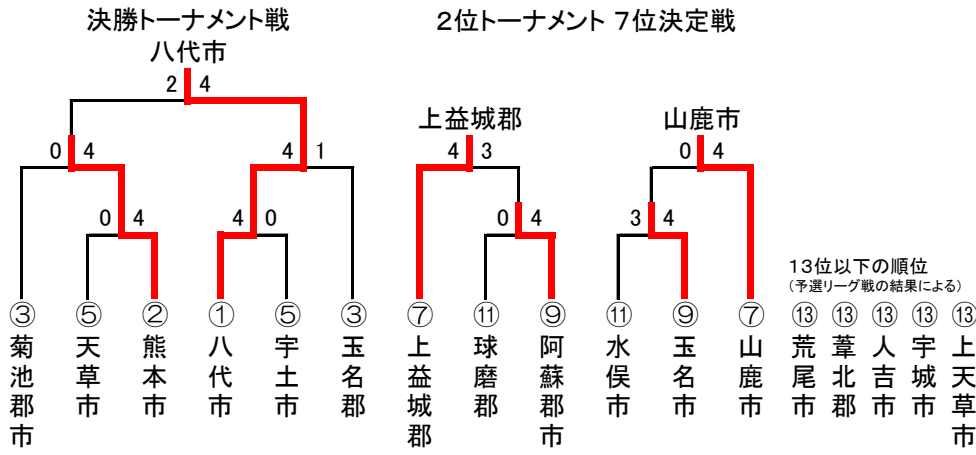 決勝トーナメント戦
2位トーナメント 7位決定戦
八代市
2 4
上益城郡
山鹿市
0 4
4 1
4 3
0 4
0 4
4 0
0 4
3 4
13位以下の順位
(予選リーグ戦の結果による)
③ ⑤ ② ① ⑤ ③ ⑦ ⑪ ⑨ ⑪ ⑨ ⑦ ⑬ ⑬ ⑬ ⑬ ⑬
菊池郡市
天草市
熊本市
八代市
宇土市
玉名郡
上益城郡
球磨郡
阿蘇郡市
水俣市
玉名市
山鹿市
荒尾市
葦北郡
人吉市
宇城市
上天草市